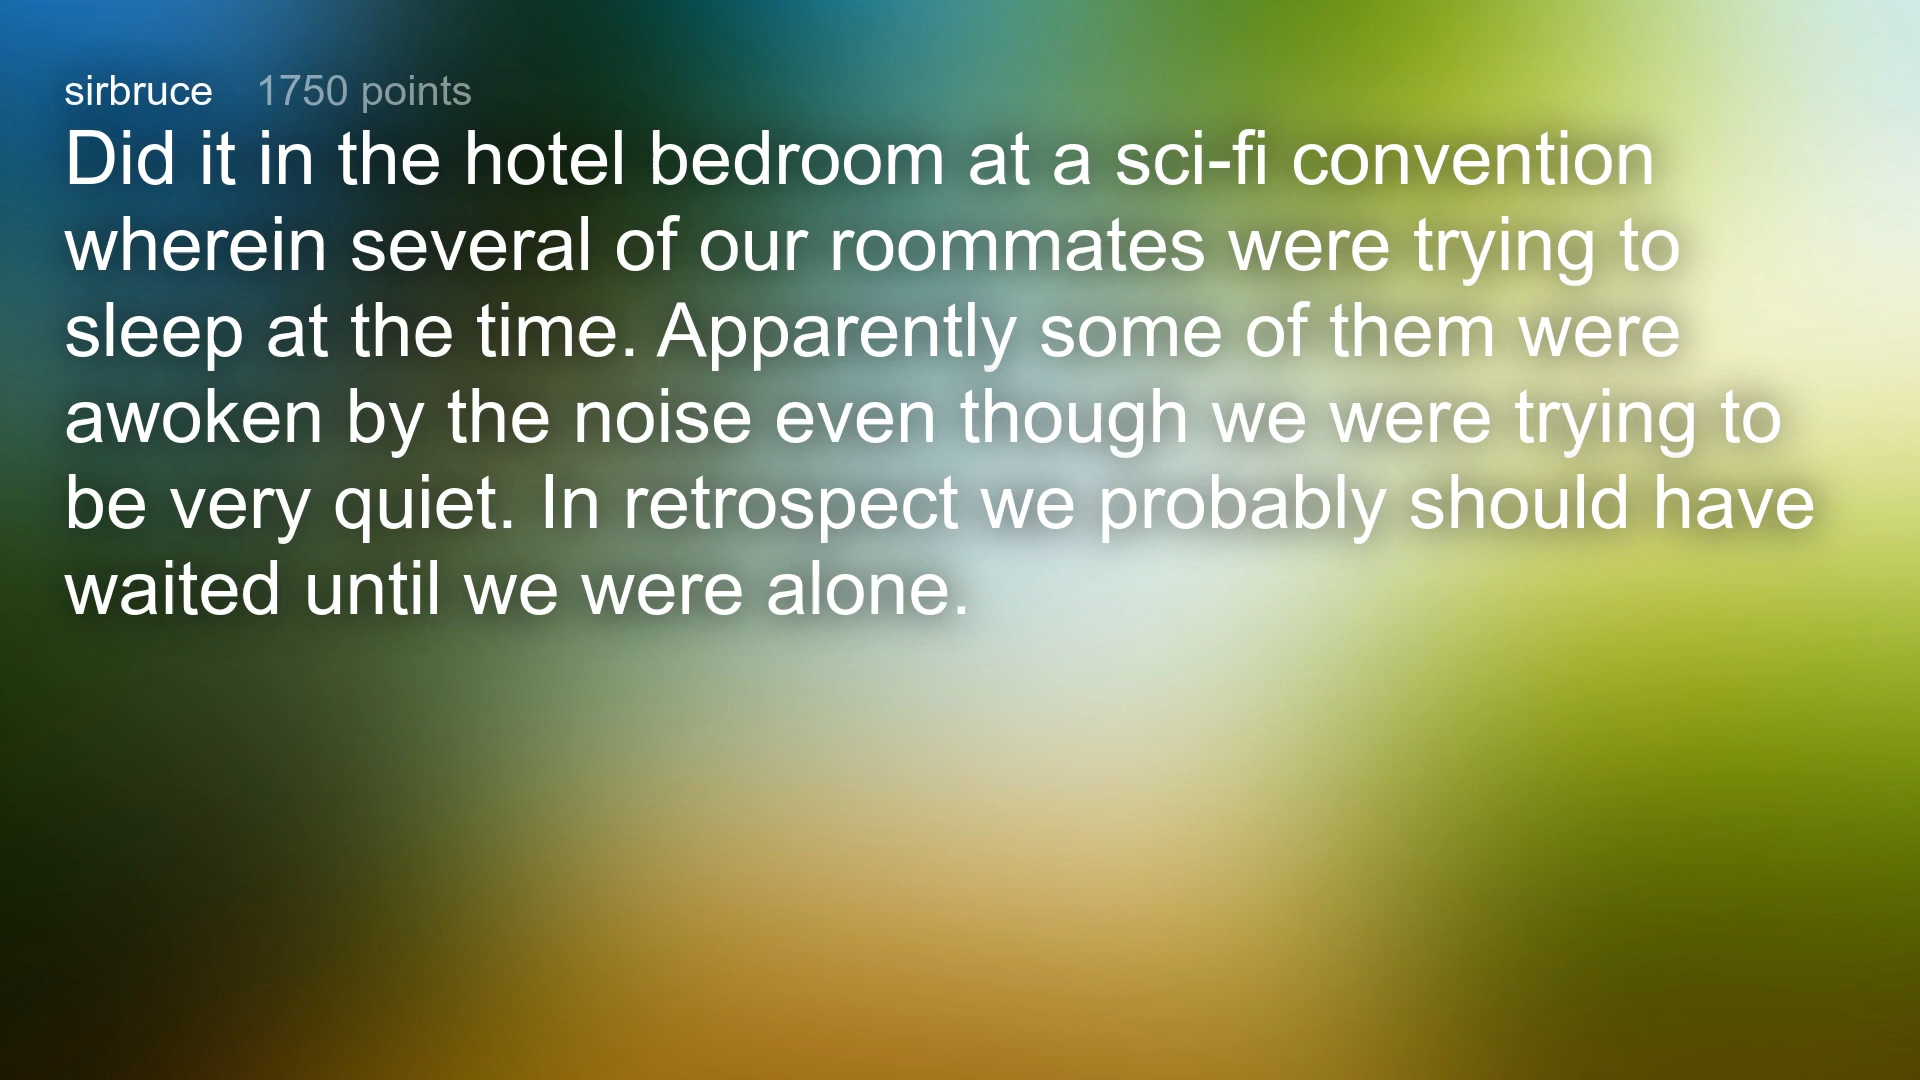 sirbruce 1750 points
Did it in the hotel bedroom at a sci-fi convention
wherein several of our roommates were trying to
sleep at the time. Apparently some of them were
awoken by the noise even though we were trying to
be very quiet. In retrospect we probably should have
waited until we were alone.